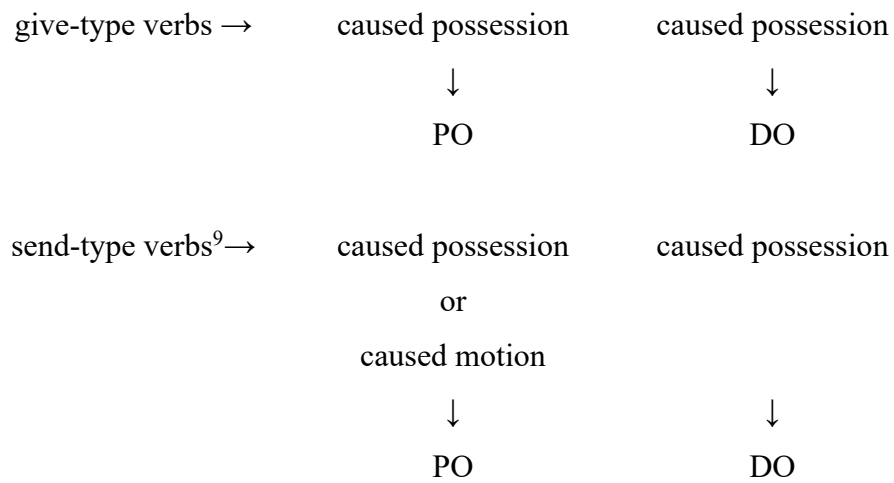 give-type verbs → caused possession caused possession
↓ ↓
PO DO
send-type verbs⁹→ caused possession caused possession
or
caused motion
↓ ↓
PO DO